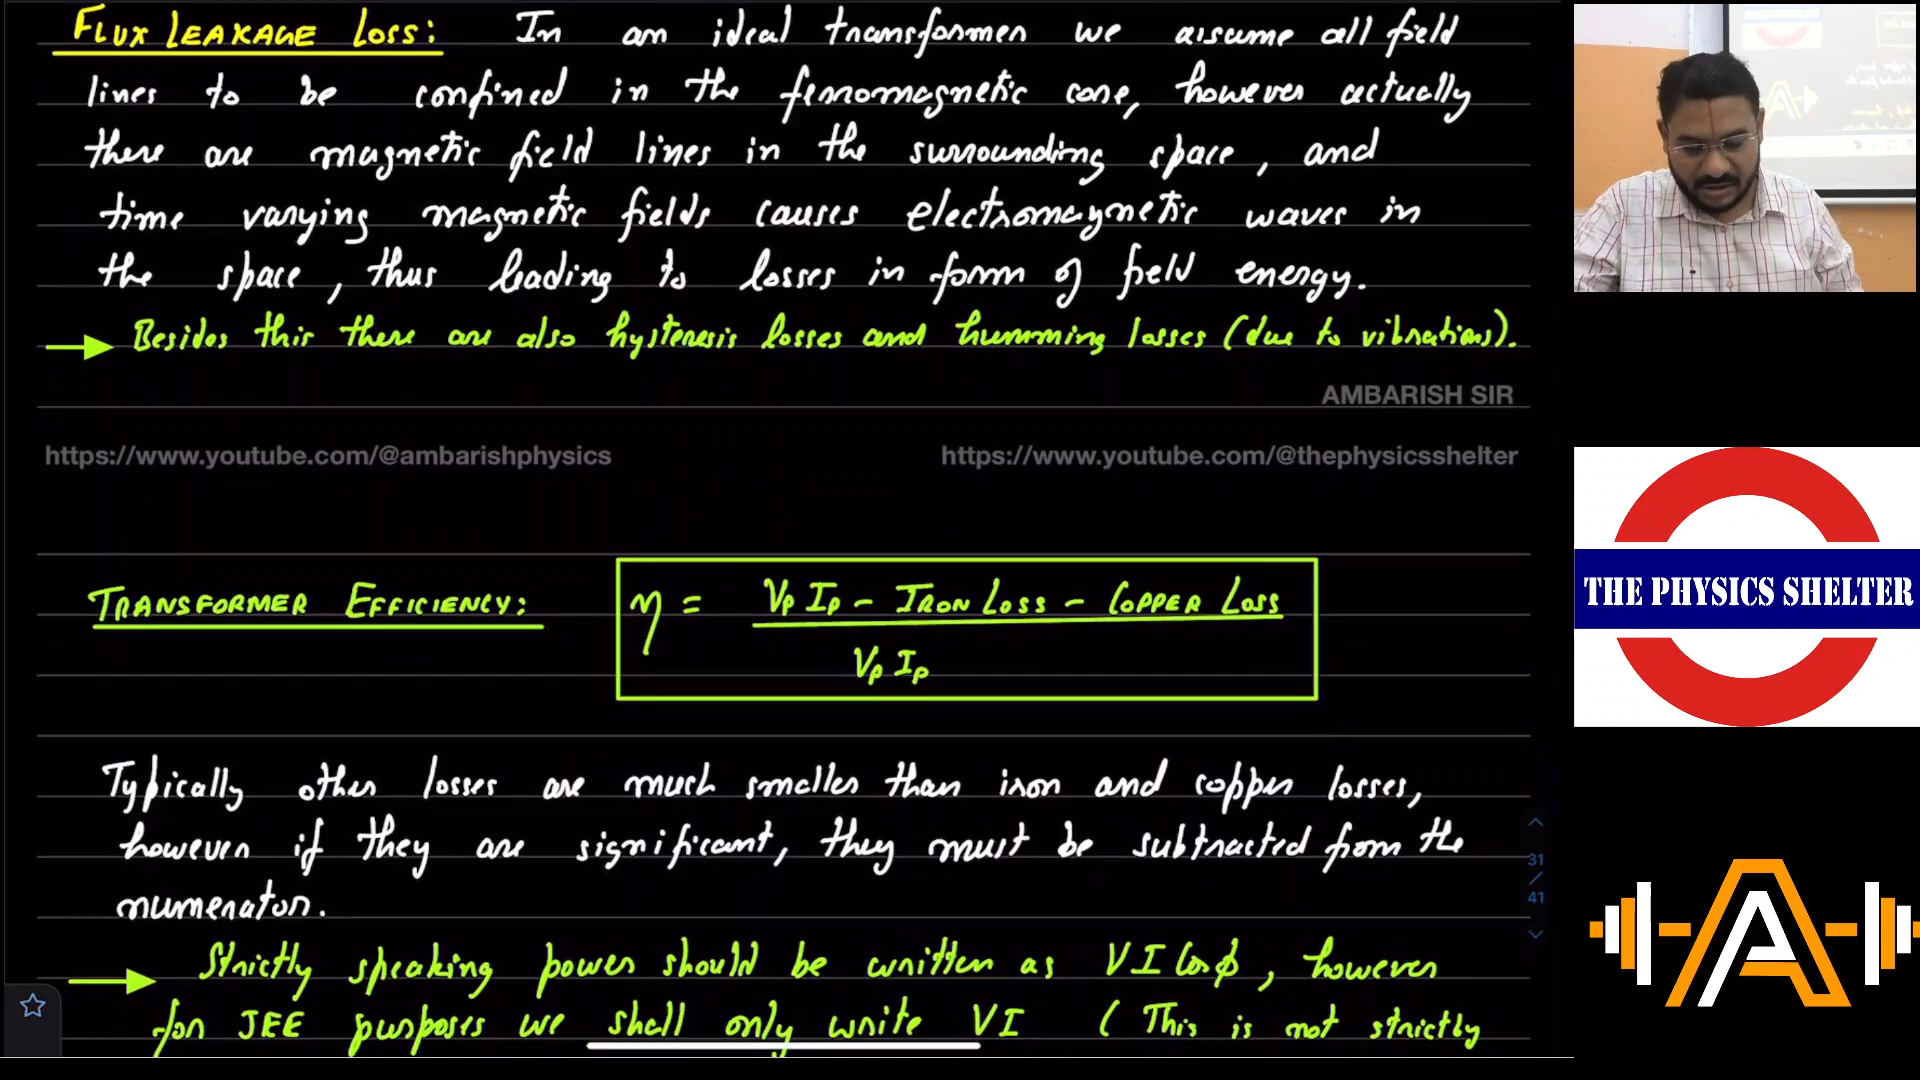 FLUX LEAKAGE LOSS: In an ideal transformer we assume all field
lines to be confined in the ferromagnetic core, however actually
there are magnetic field lines in the surrounding space, and
time varying magnetic fields causes electromagnetic waves in
the space, thus leading to losses in form of field energy.
→ Besides this there are also hysteresis losses and humming losses (due to vibrations).
AMBARISH SIR
https://www.youtube.com/@ambarishphysics https://www.youtube.com/@thephysicsshelter
TRANSFORMER EFFICIENCY: η = (VpIp - IRON LOSS - COPPER LOSS) / VpIp
Typically other losses are much smaller than iron and copper losses,
however if they are significant, they must be subtracted from the
numerator.
→ Strictly speaking power should be written as VI Cosϕ, however
for JEE purposes we shall only write VI (This is not strictly
31
/
41
THE PHYSICS SHELTER